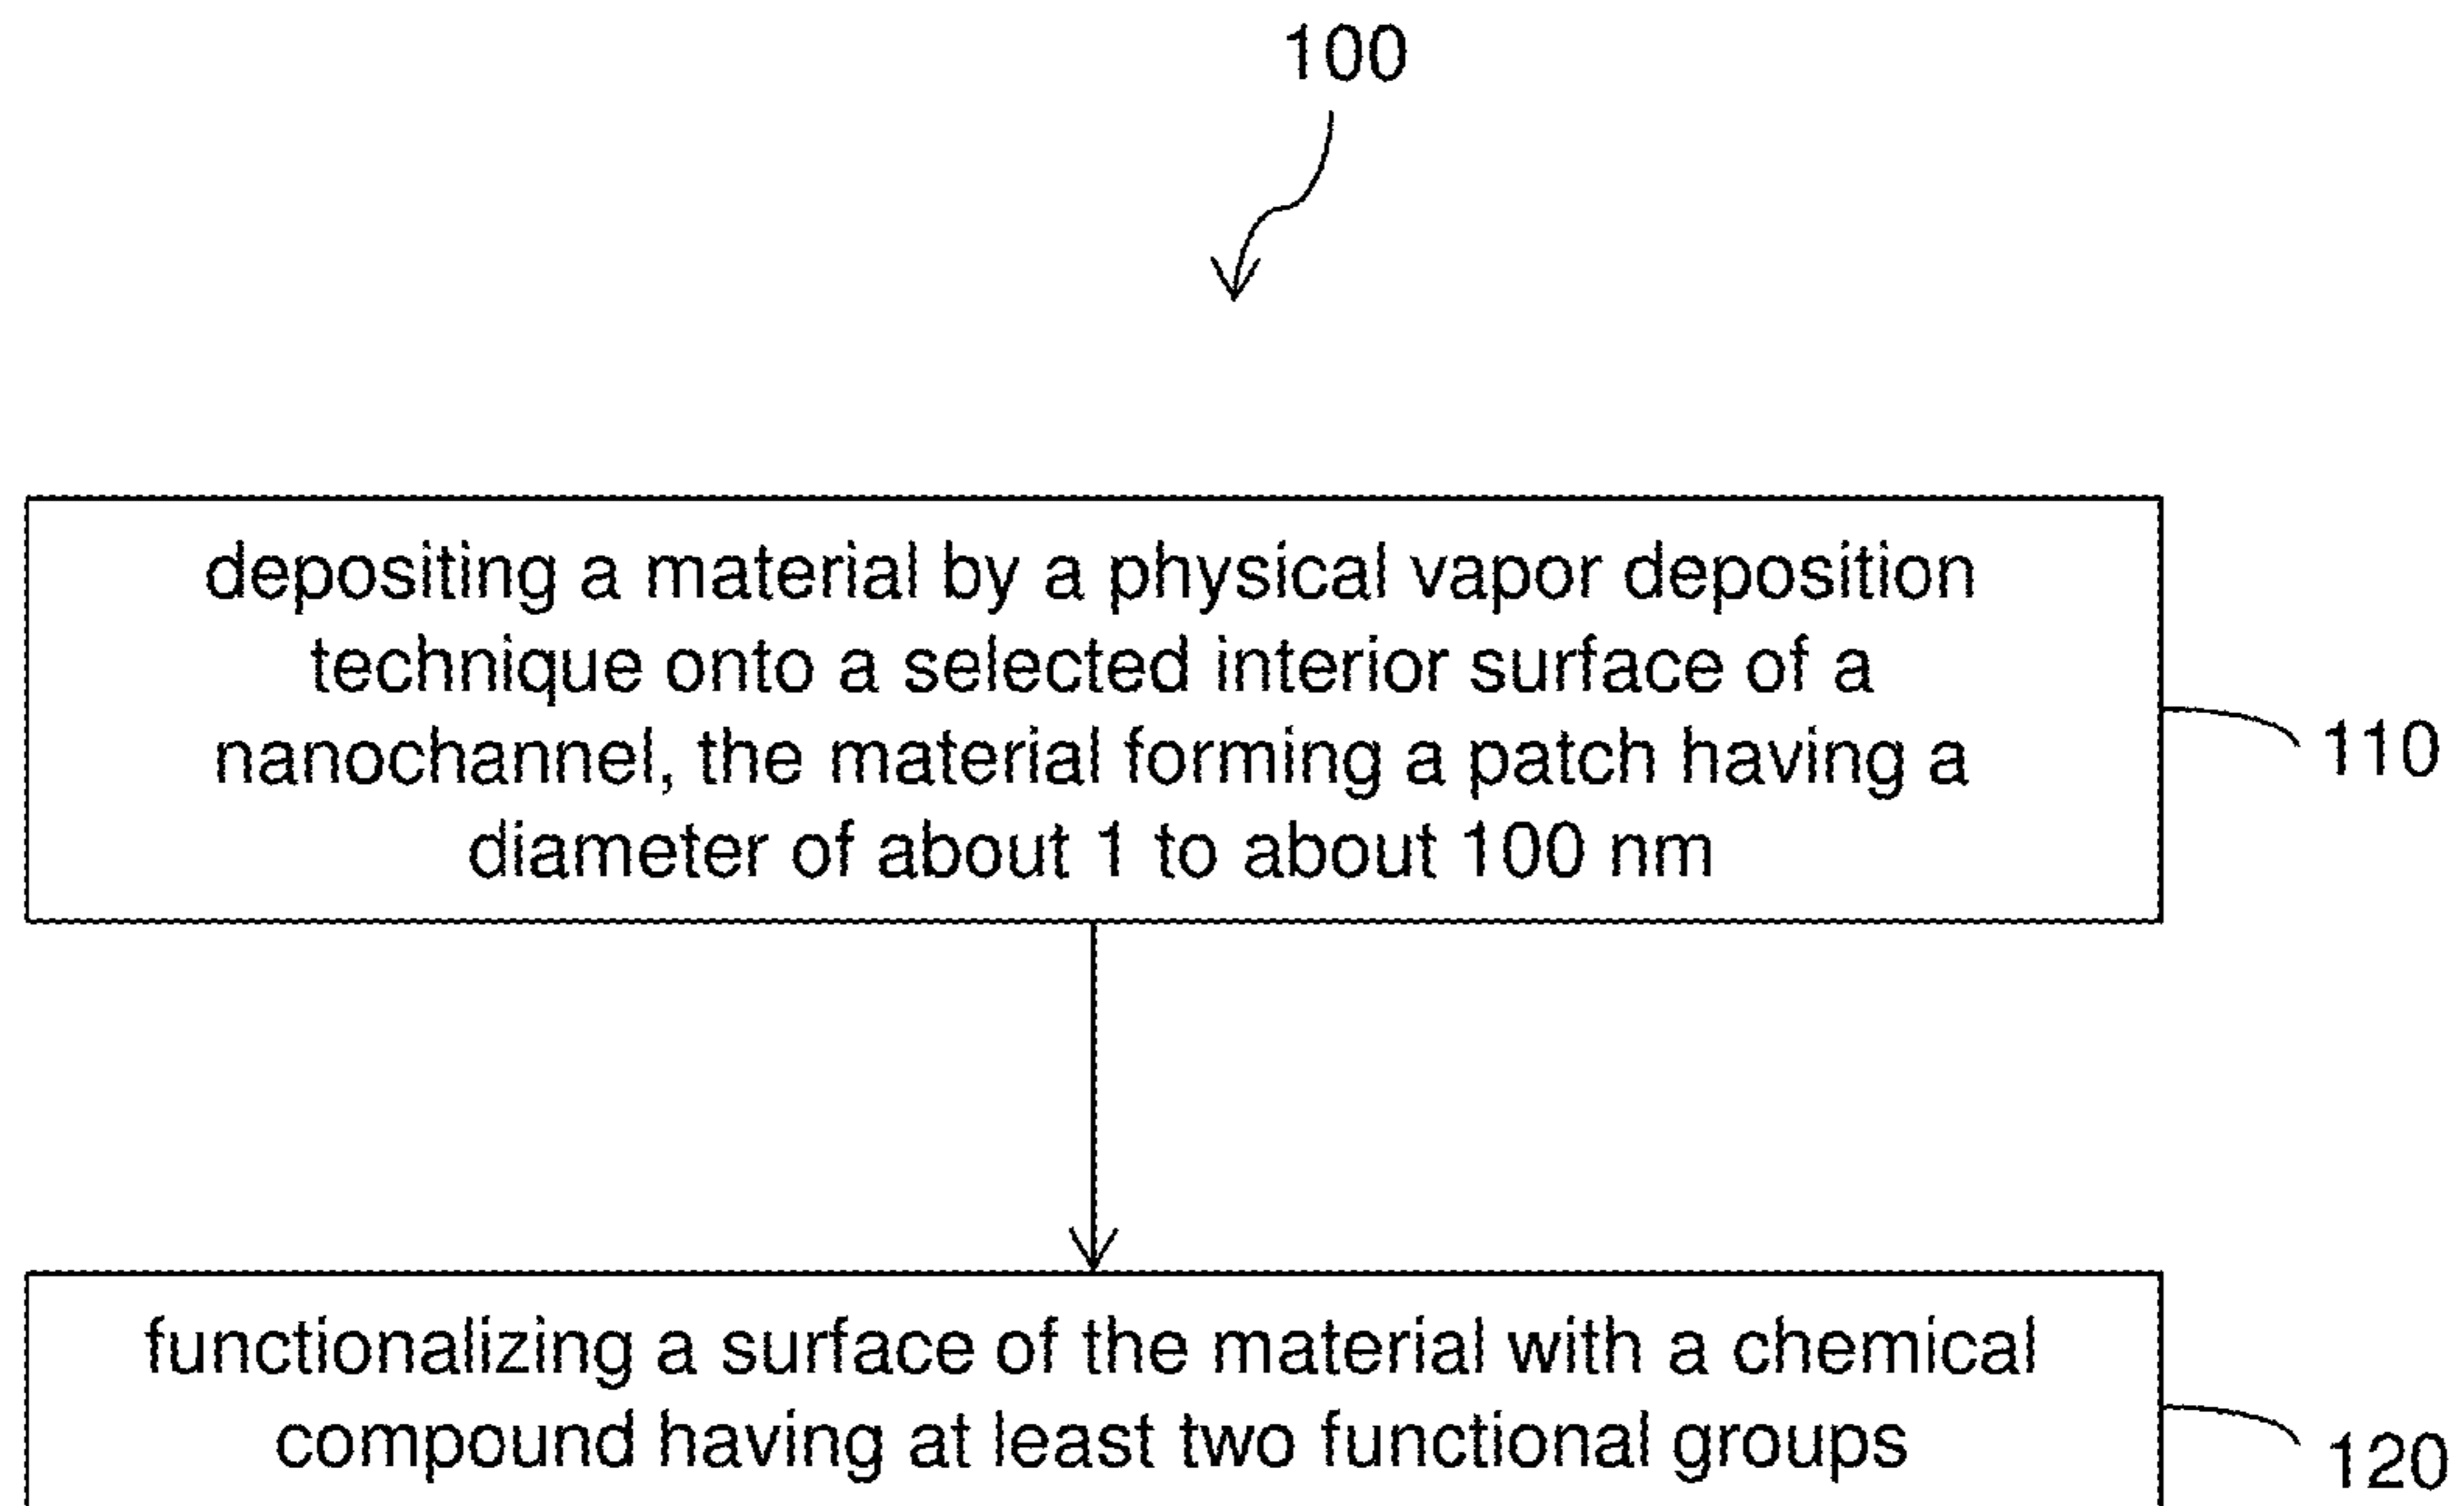 100
depositing a material by a physical vapor deposition
technique onto a selected interior surface of a
nanochannel, the material forming a patch having a
diameter of about 1 to about 100 nm
110
functionalizing a surface of the material with a chemical
compound having at least two functional groups
120